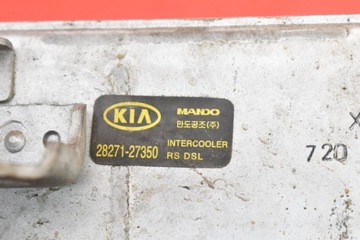 KIA MANDO
만도공조(주)
28271-27350 INTERCOOLER
RS DSL
X
720